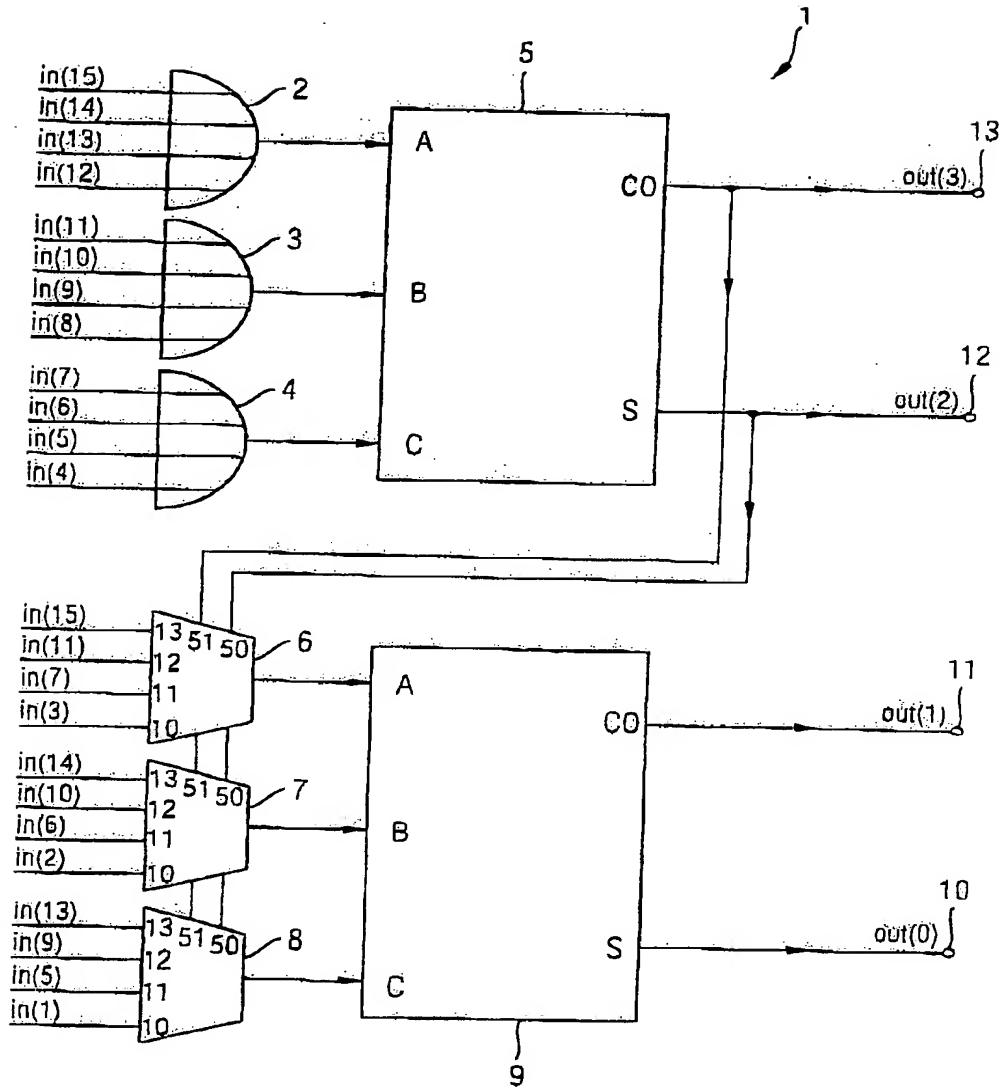 1
5
in(15)
in(14)
in(13)
in(12)
2
A
CO
out(3)
13
in(11)
in(10)
in(9)
in(8)
3
B
in(7)
in(6)
in(5)
in(4)
4
C
S
out(2)
12
in(15)
in(11)
in(7)
in(3)
13
12
11
10
51
50
6
A
CO
out(1)
11
in(14)
in(10)
in(6)
in(2)
13
12
11
10
51
50
7
B
in(13)
in(9)
in(5)
in(1)
13
12
11
10
51
50
8
C
S
out(0)
10
9